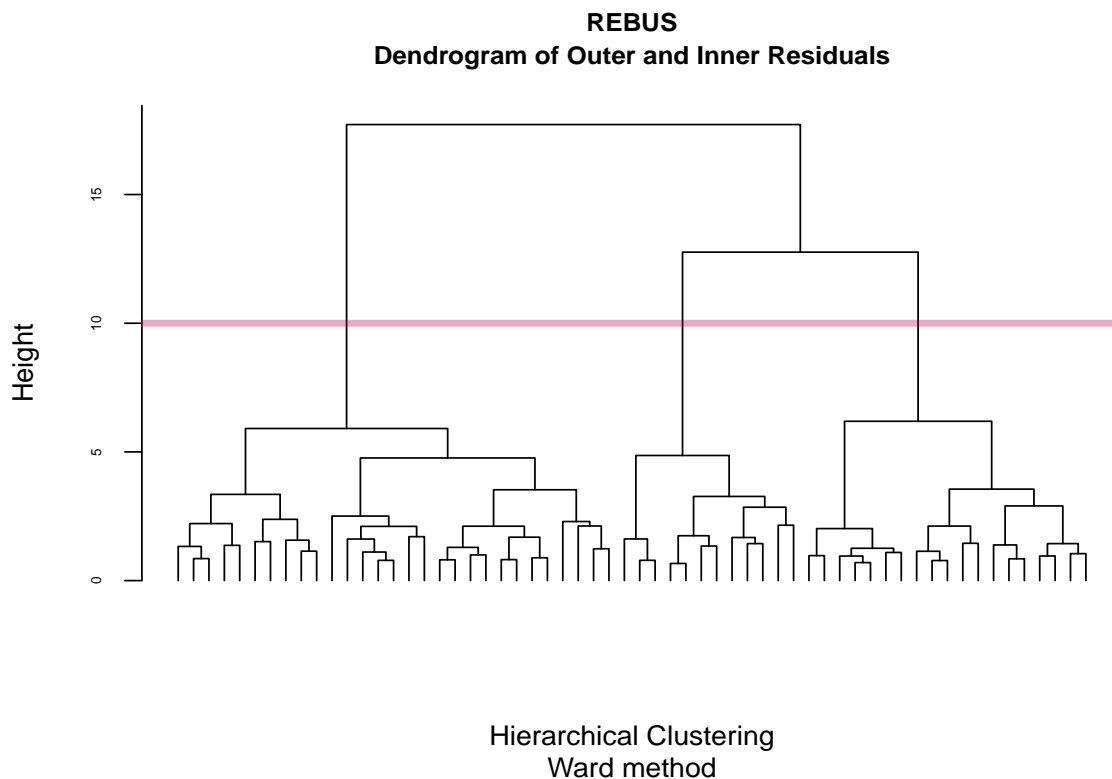 REBUS
Dendrogram of Outer and Inner Residuals
Height
15
10
5
0
Hierarchical Clustering
Ward method